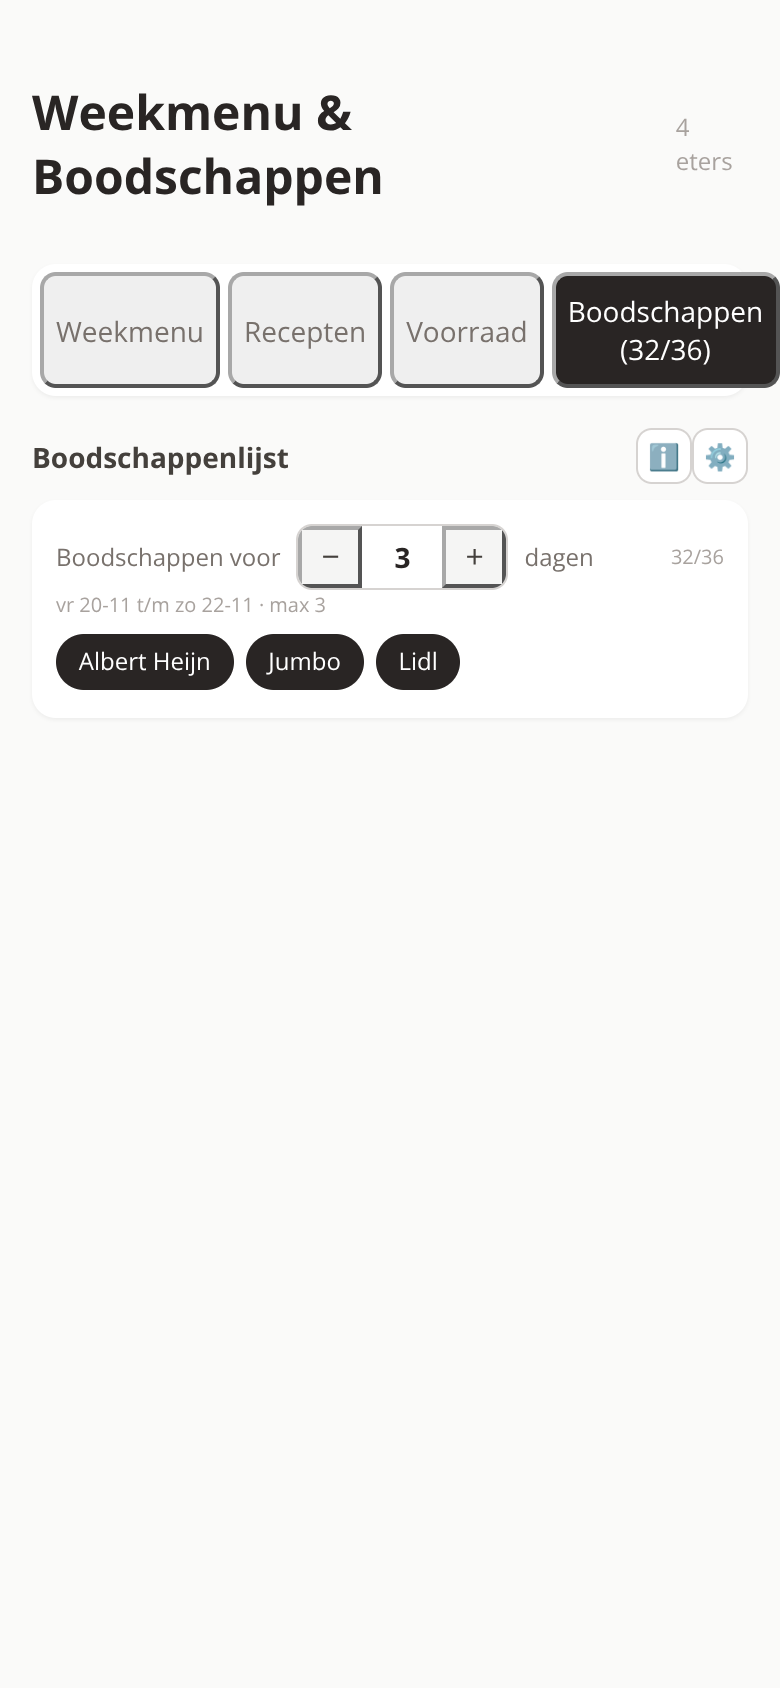 Weekmenu &
Boodschappen
4
eters
Weekmenu
Recepten
Voorraad
Boodschappen
(32/36)
Boodschappenlijst
ℹ️ ⚙️
Boodschappen voor − 3 + dagen 32/36
vr 20-11 t/m zo 22-11 · max 3
Albert Heijn Jumbo Lidl